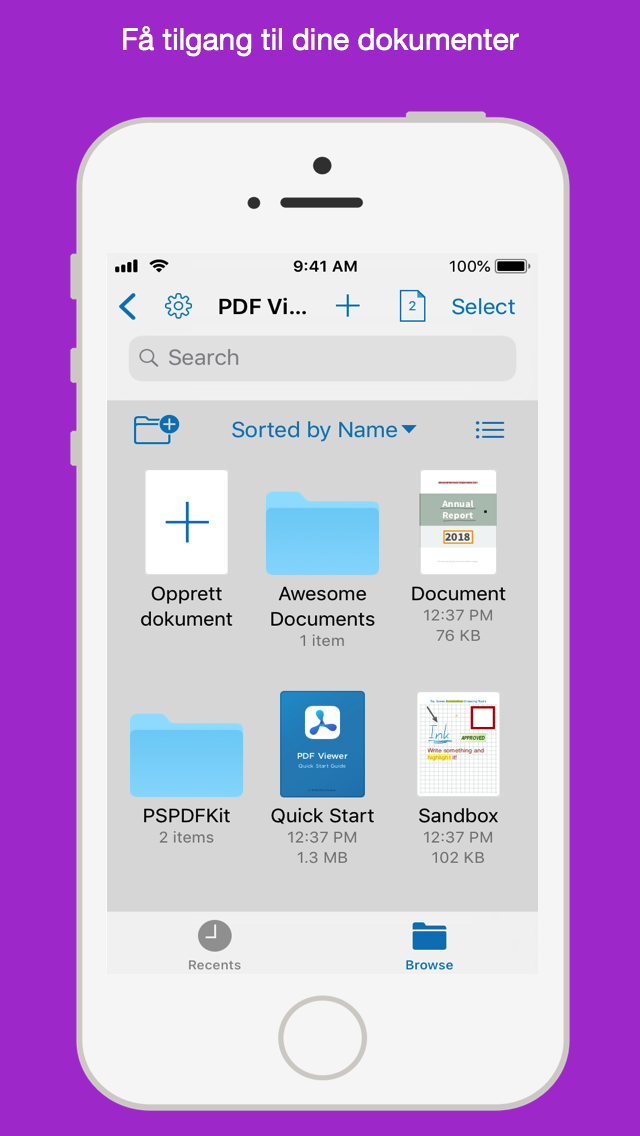 Få tilgang til dine dokumenter
9:41 AM
100%
PDF Vi...
2
Select
Search
Sorted by Name
Annual
Report
2018
Opprett
dokument
Awesome
Documents
1 item
Document
12:37 PM
76 KB
PDF Viewer
Quick Start Guide
Ink
APPROVED
Write something and
highlight it!
PSPDFKit
2 items
Quick Start
12:37 PM
1.3 MB
Sandbox
12:37 PM
102 KB
Recents
Browse